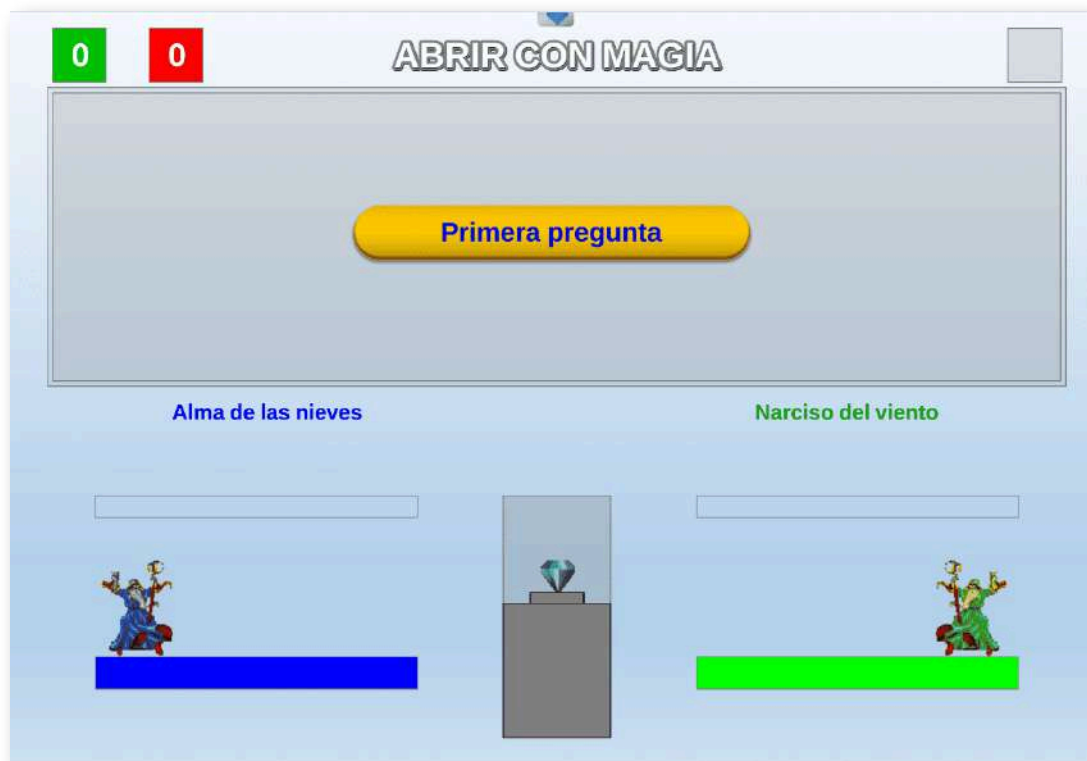 0 0 ABRIR CON MAGIA
Primera pregunta
Alma de las nieves Narciso del viento